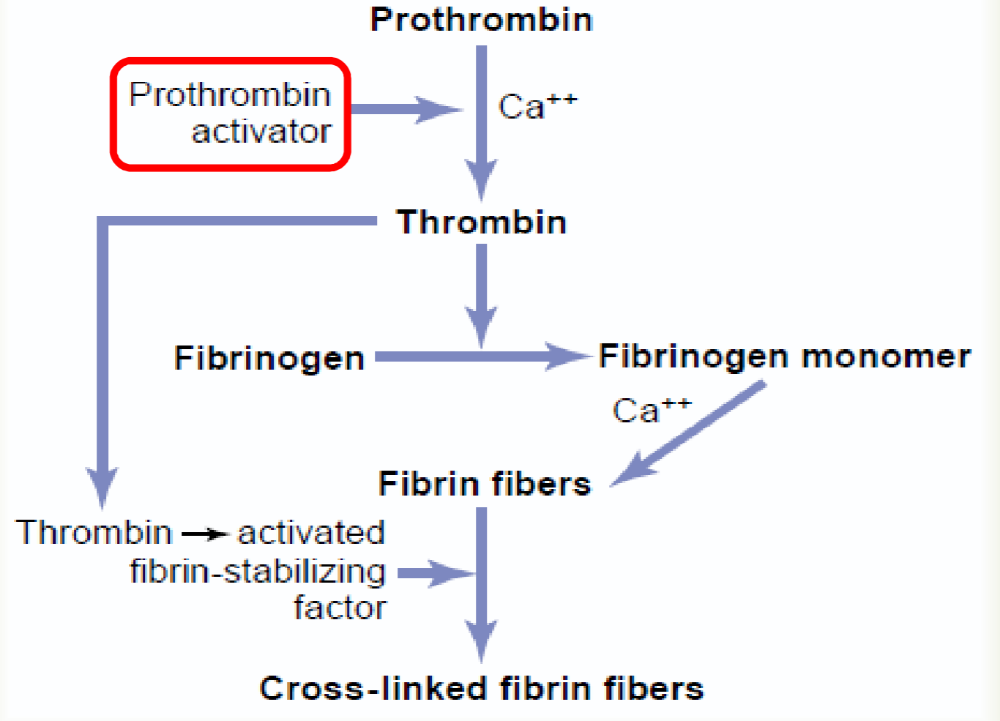 Prothrombin
Prothrombin
activator
Ca++
Thrombin
Fibrinogen
Fibrinogen monomer
Ca++
Fibrin fibers
Thrombin → activated
fibrin-stabilizing
factor
Cross-linked fibrin fibers